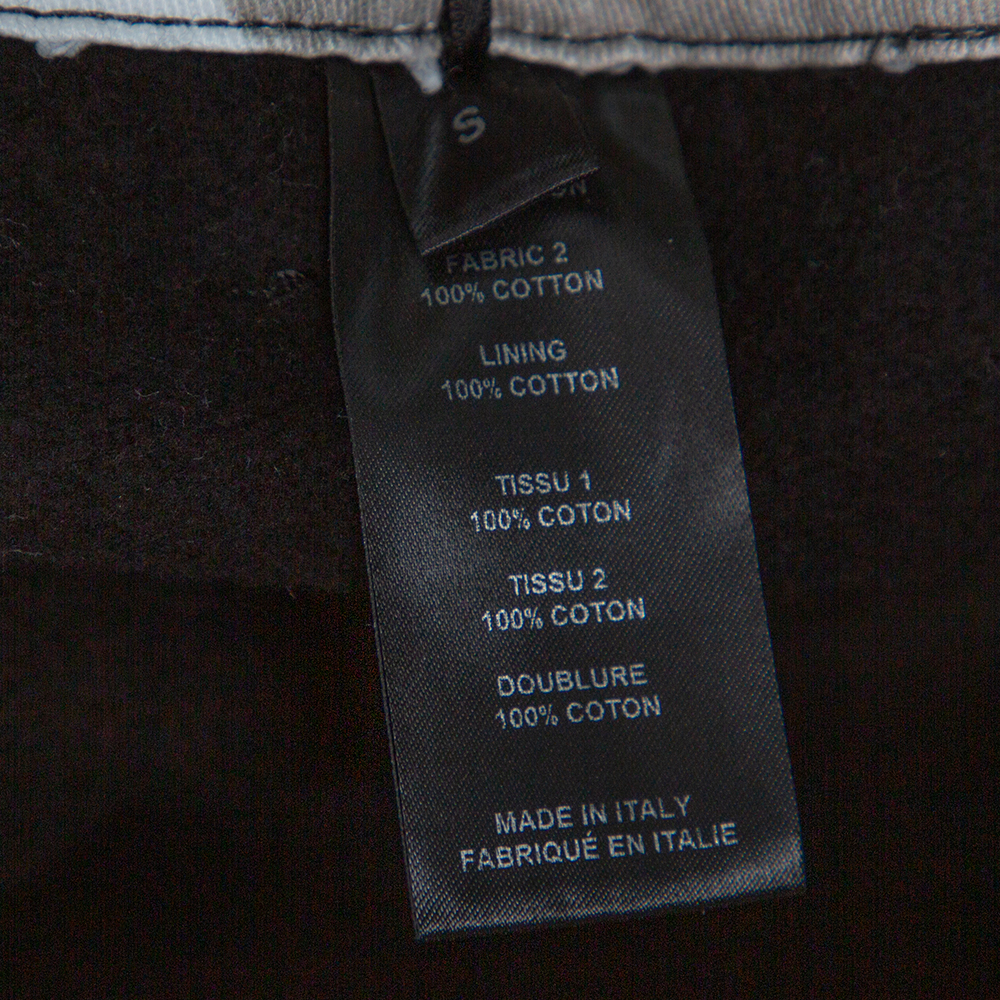 S
FABRIC 2
100% COTTON
LINING
100% COTTON
TISSU 1
100% COTON
TISSU 2
100% COTON
DOUBLURE
100% COTON
MADE IN ITALY
FABRIQUÉ EN ITALIE